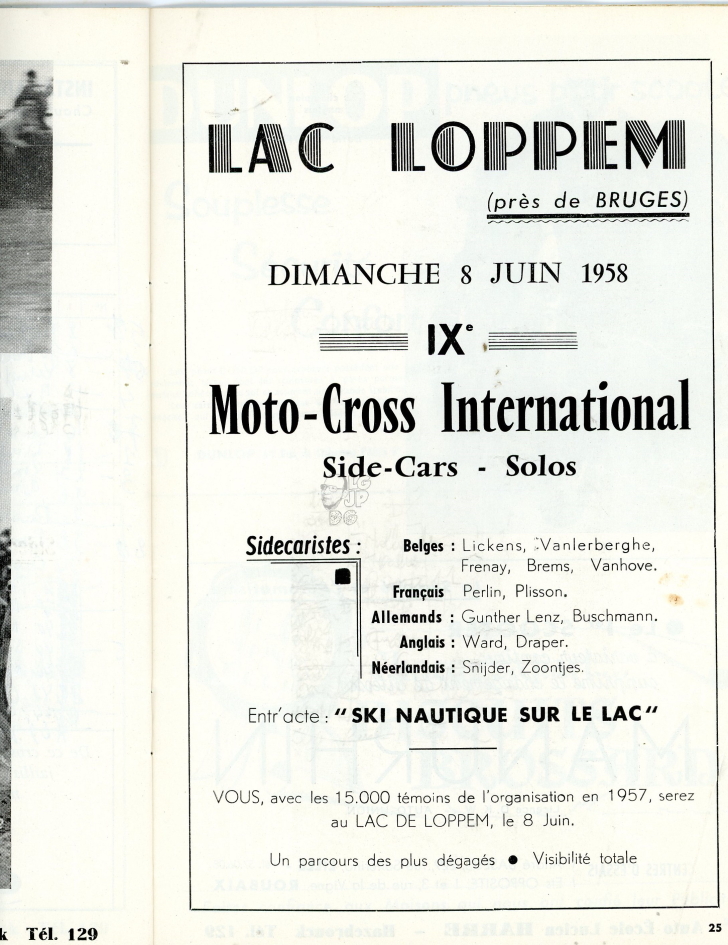 LAC LOPPEM
(près de BRUGES)
DIMANCHE 8 JUIN 1958
IXe
Moto-Cross International
Side-Cars - Solos
LG
JP
DG
Sidecaristes :
Belges : Lickens, Vanlerberghe,
Frenay, Brems, Vanhove.
Français Perlin, Plisson.
Allemands : Gunther Lenz, Buschmann.
Anglais : Ward, Draper.
Néerlandais : Snijder, Zoontjes.
Entr'acte : "SKI NAUTIQUE SUR LE LAC"
VOUS, avec les 15.000 témoins de l'organisation en 1957, serez
au LAC DE LOPPEM, le 8 Juin.
Un parcours des plus dégagés ● Visibilité totale
k Tél. 129
25